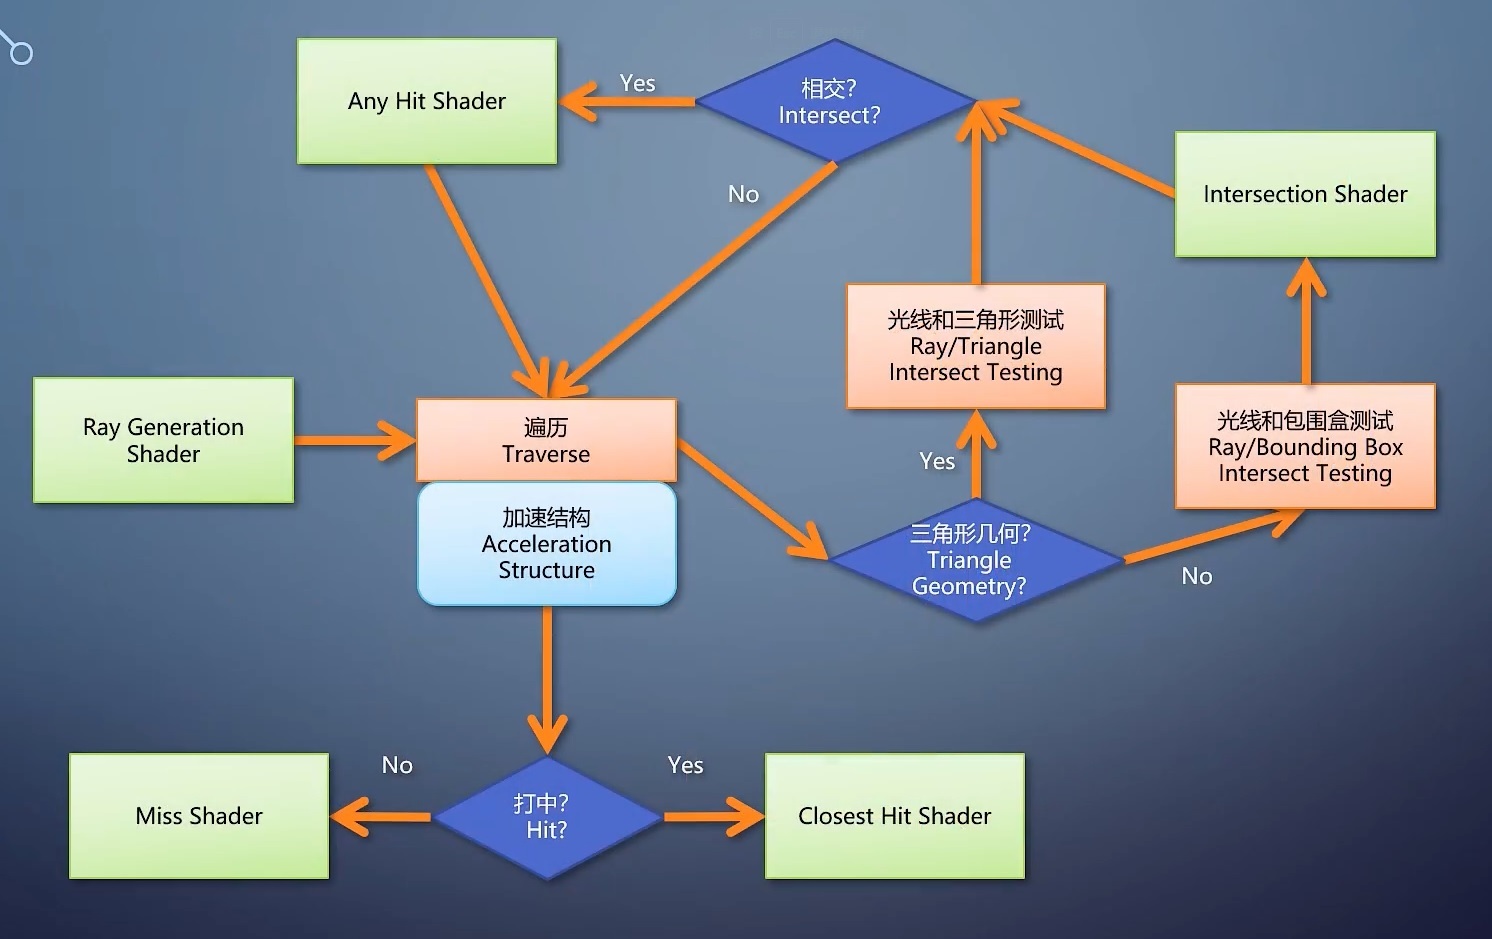 Any Hit Shader
Yes
相交?
Intersect?
No
Intersection Shader
光线和三角形测试
Ray/Triangle
Intersect Testing
Ray Generation
Shader
遍历
Traverse
光线和包围盒测试
Ray/Bounding Box
Intersect Testing
Yes
加速结构
Acceleration
Structure
三角形几何?
Triangle
Geometry?
No
No
Yes
Miss Shader
打中?
Hit?
Closest Hit Shader